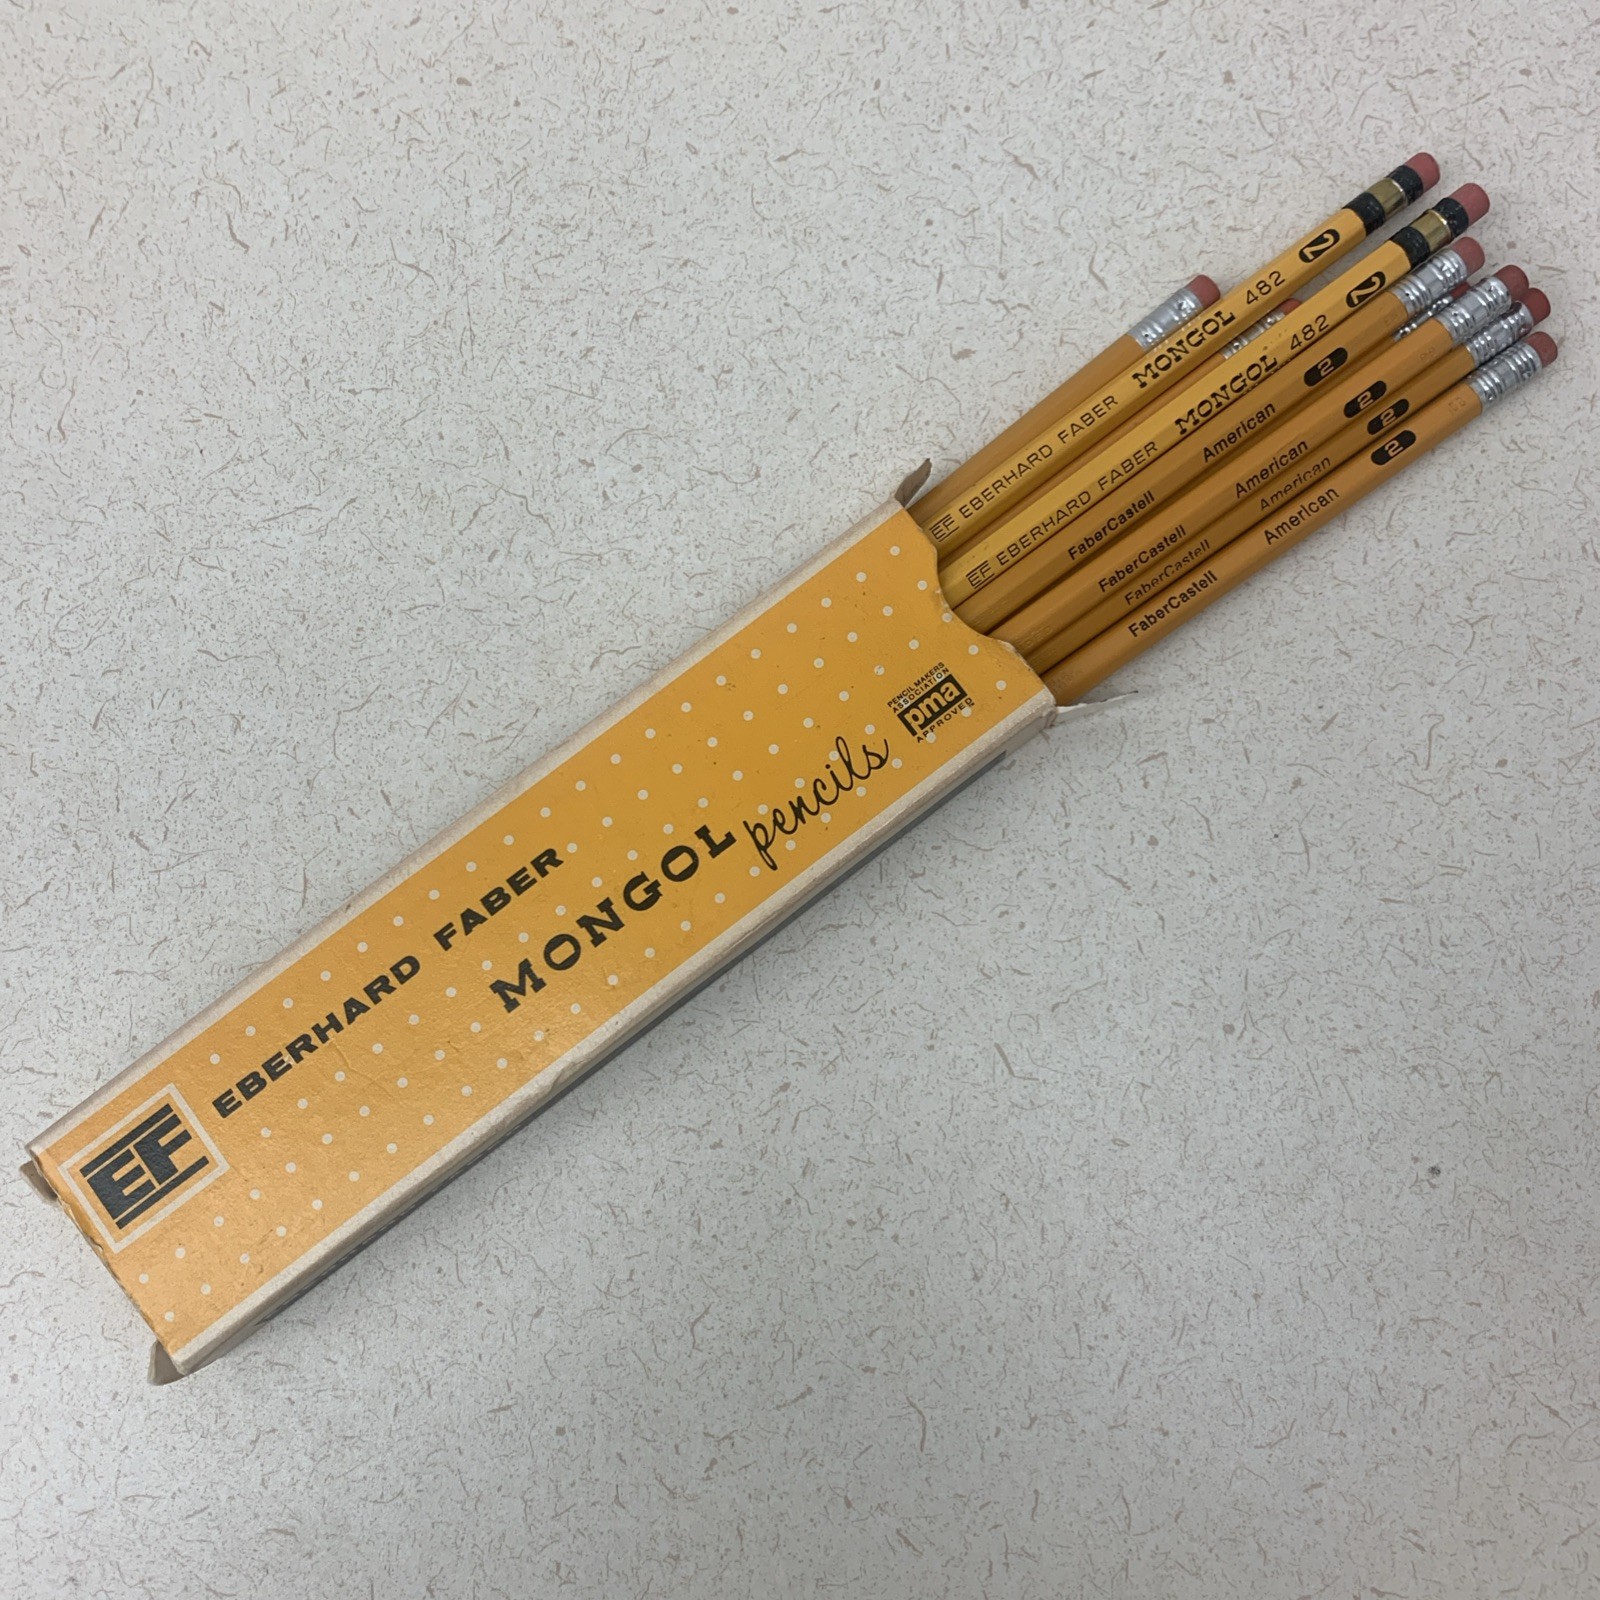 EF EBERHARD FABER MONGOL 482 2
EF EBERHARD FABER MONGOL 482 2
FaberCastell American 2
FaberCastell American 2
FaberCastell American 2
FaberCastell American 2
PENCIL MAKERS
ASSOCIATION
pma
APPROVED
EF
EBERHARD FABER
MONGOL pencils